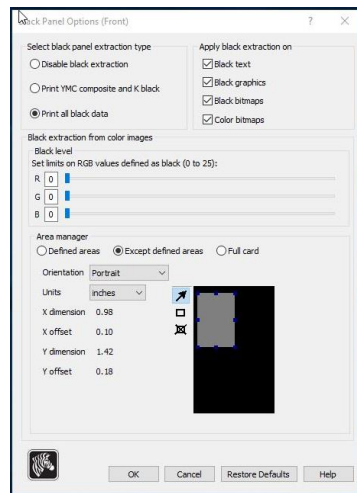 Back Panel Options (Front)
? ×
Select black panel extraction type
Disable black extraction
Print YMC composite and K black
Print all black data
Apply black extraction on
Black text
Black graphics
Black bitmaps
Color bitmaps
Black extraction from color images
Black level
Set limits on RGB values defined as black (0 to 25):
R 0
G 0
B 0
Area manager
Defined areas Except defined areas Full card
Orientation Portrait
Units inches
X dimension 0.98
X offset 0.10
Y dimension 1.42
Y offset 0.18
OK Cancel Restore Defaults Help